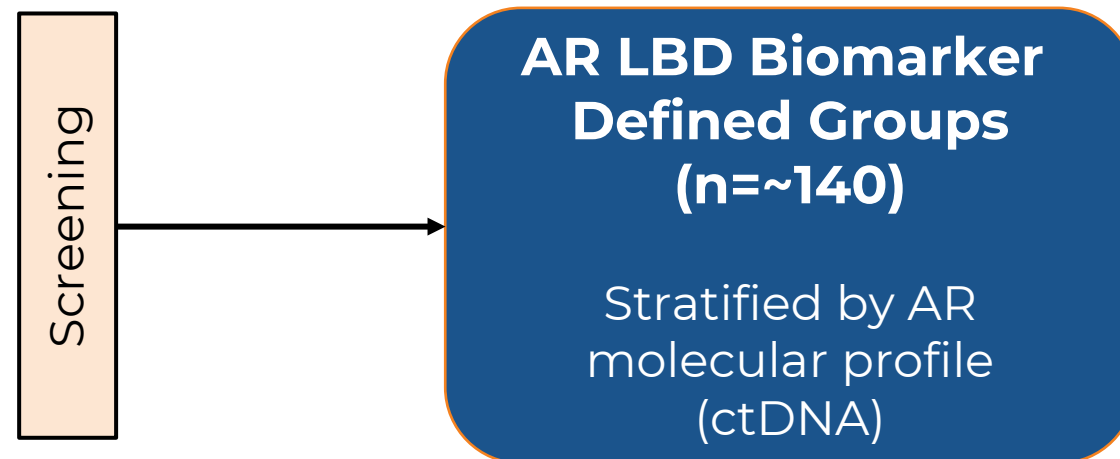 Screening
AR LBD Biomarker
Defined Groups
(n=~140)
Stratified by AR
molecular profile
(ctDNA)